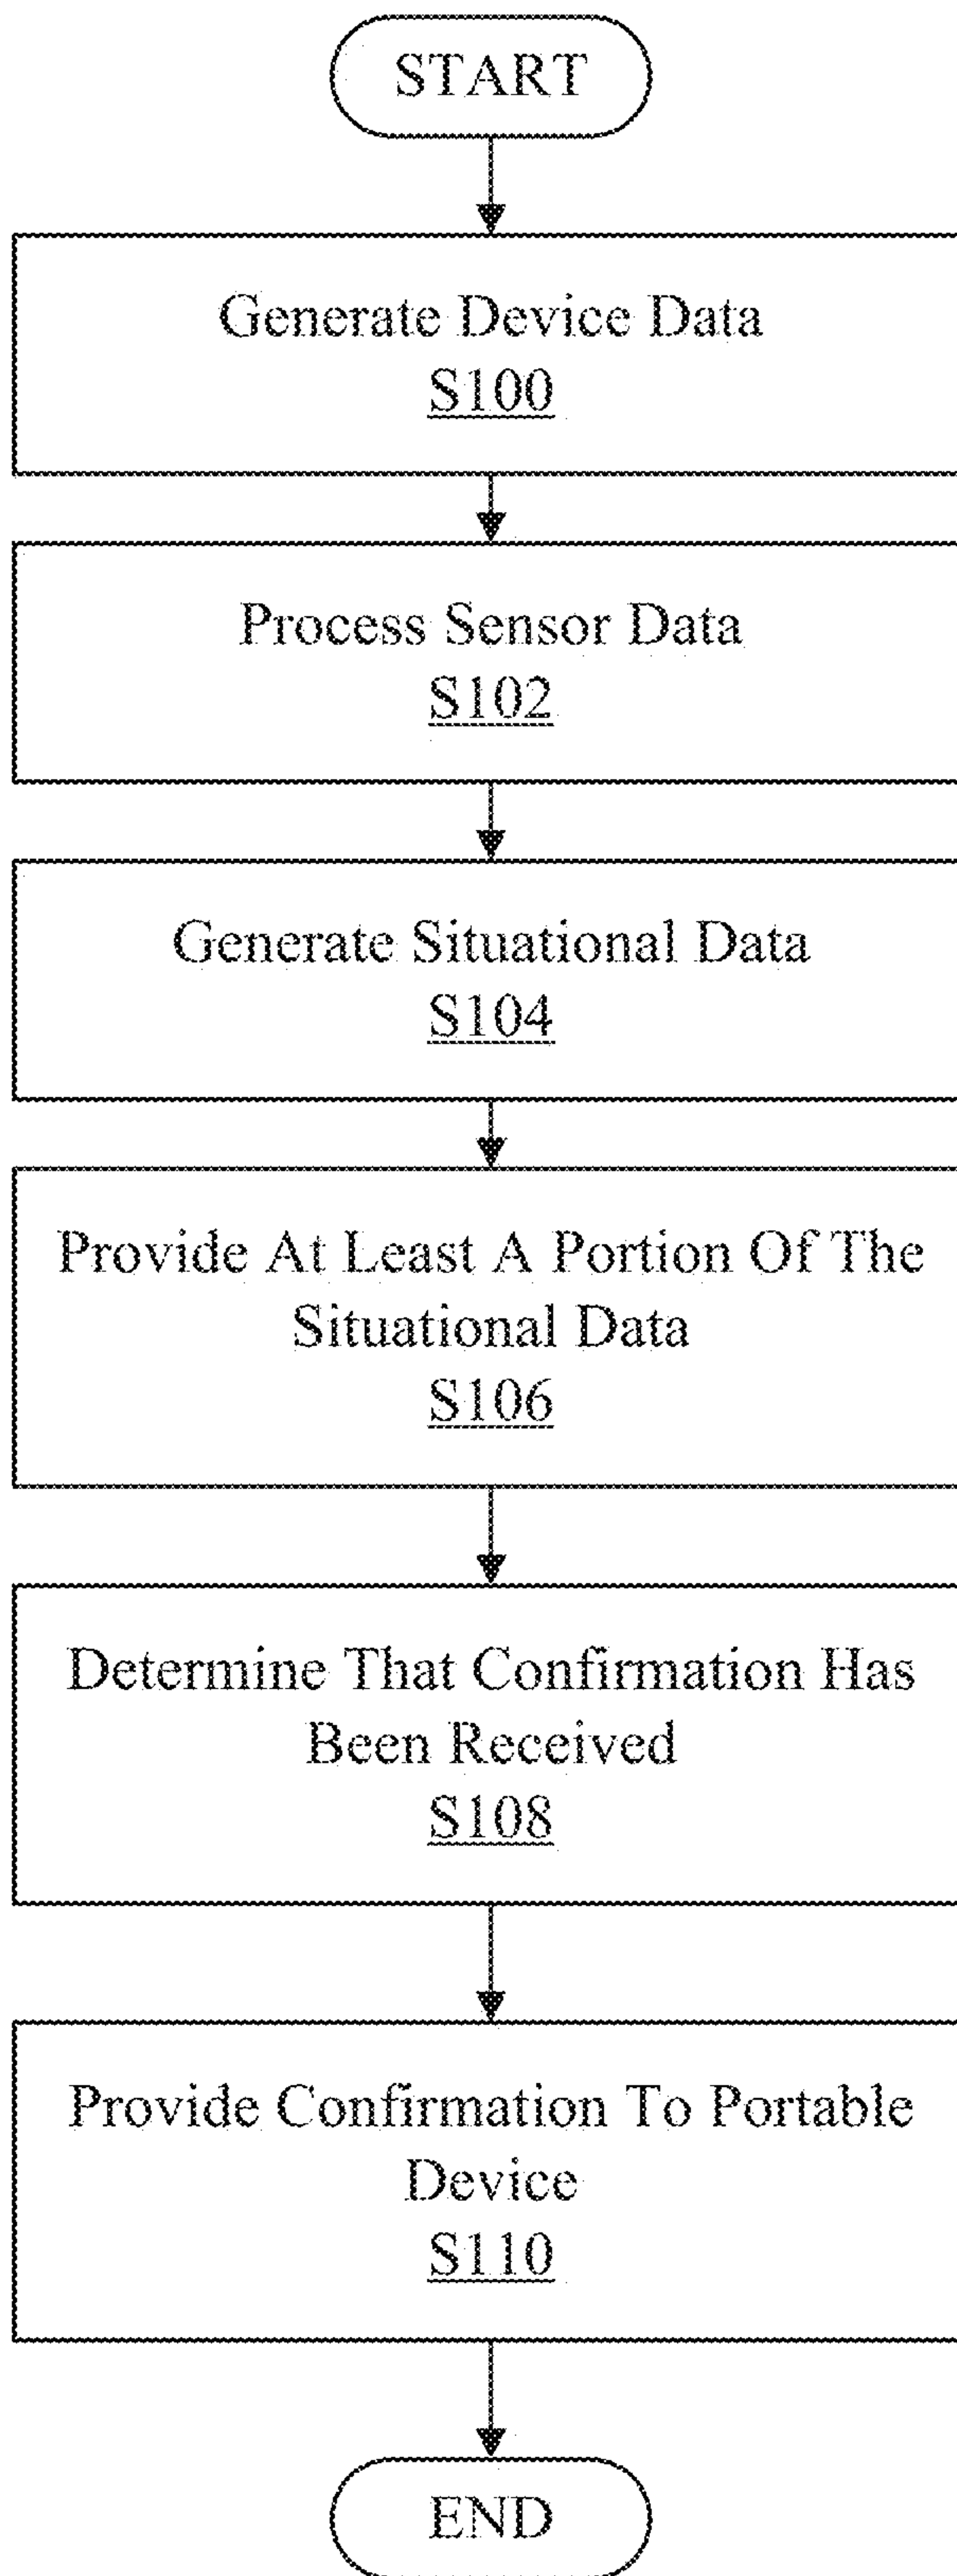 START
Generate Device Data
S100
Process Sensor Data
S102
Generate Situational Data
S104
Provide At Least A Portion Of The
Situational Data
S106
Determine That Confirmation Has
Been Received
S108
Provide Confirmation To Portable
Device
S110
END